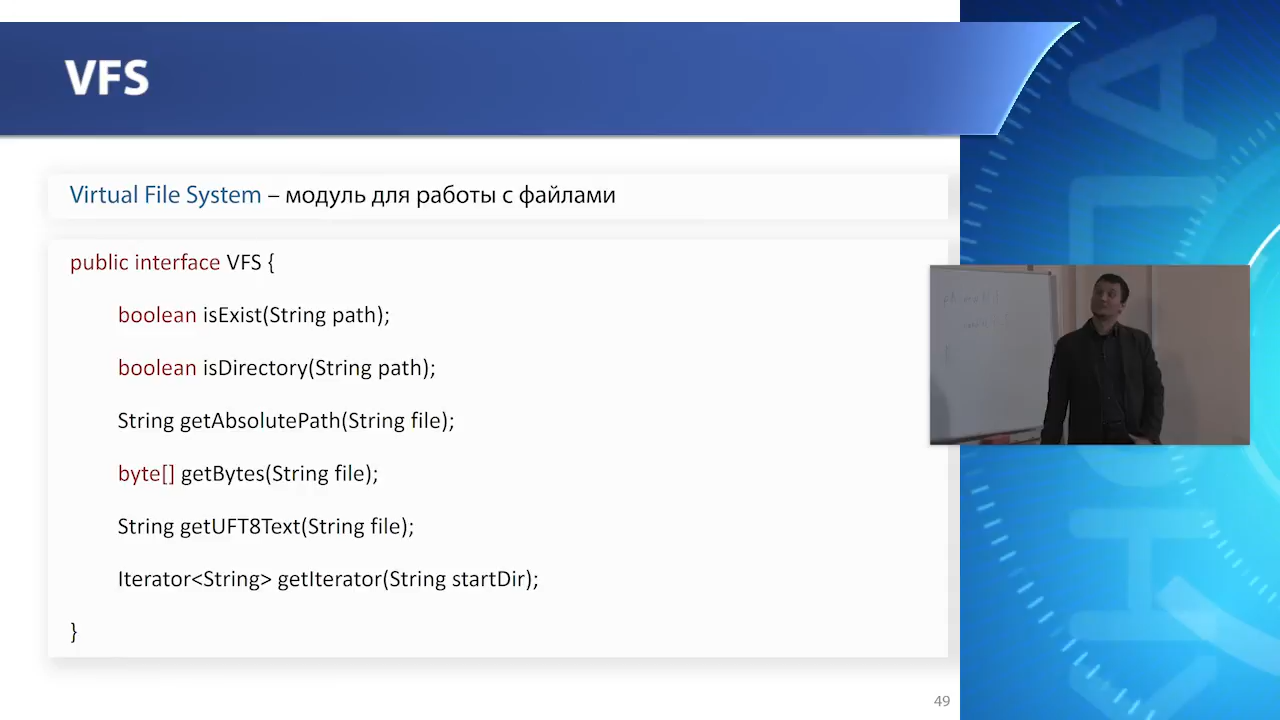 VFS
Virtual File System – модуль для работы с файлами
public interface VFS {
boolean isExist(String path);
boolean isDirectory(String path);
String getAbsolutePath(String file);
byte[] getBytes(String file);
String getUFT8Text(String file);
Iterator<String> getIterator(String startDir);
}
49